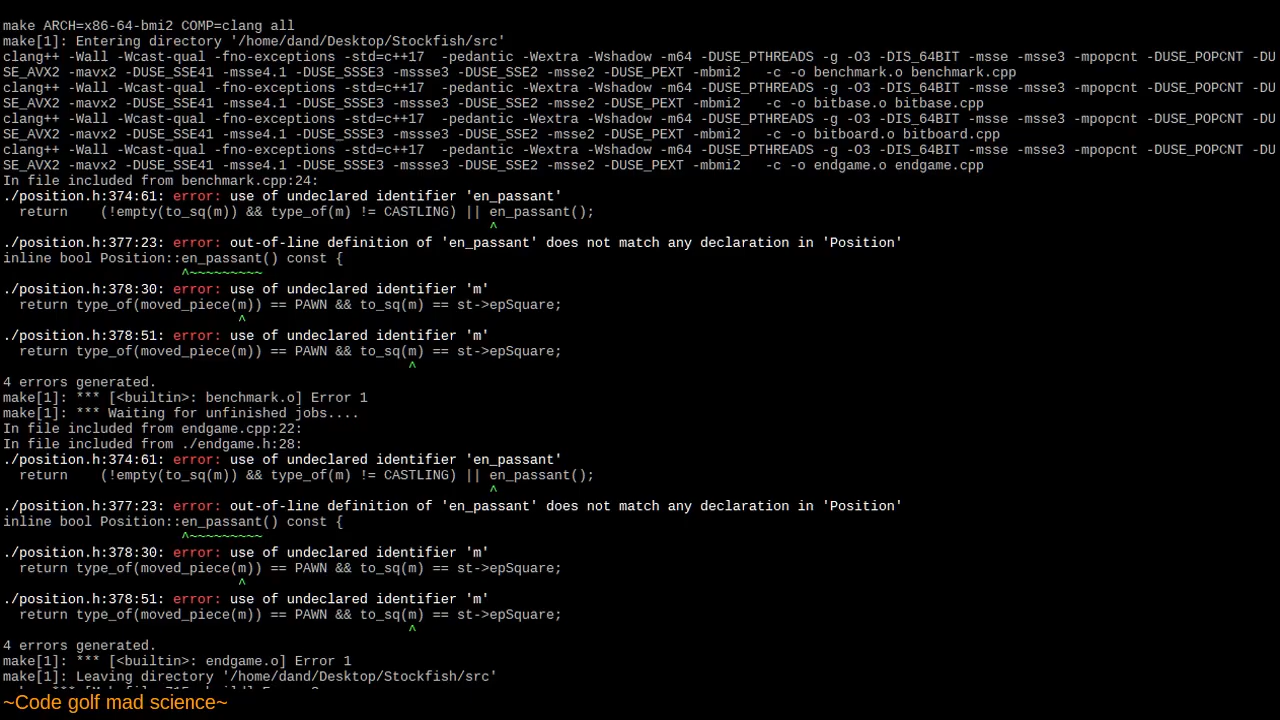 make ARCH=x86-64-bmi2 COMP=clang all
make[1]: Entering directory '/home/dand/Desktop/Stockfish/src'
clang++ -Wall -Wcast-qual -fno-exceptions -std=c++17  -pedantic -Wextra -Wshadow -m64 -DUSE_PTHREADS -g -O3 -DIS_64BIT -msse -msse3 -mpopcnt -DUSE_POPCNT -DU
SE_AVX2 -mavx2 -DUSE_SSE41 -msse4.1 -DUSE_SSSE3 -mssse3 -DUSE_SSE2 -msse2 -DUSE_PEXT -mbmi2   -c -o benchmark.o benchmark.cpp
clang++ -Wall -Wcast-qual -fno-exceptions -std=c++17  -pedantic -Wextra -Wshadow -m64 -DUSE_PTHREADS -g -O3 -DIS_64BIT -msse -msse3 -mpopcnt -DUSE_POPCNT -DU
SE_AVX2 -mavx2 -DUSE_SSE41 -msse4.1 -DUSE_SSSE3 -mssse3 -DUSE_SSE2 -msse2 -DUSE_PEXT -mbmi2   -c -o bitbase.o bitbase.cpp
clang++ -Wall -Wcast-qual -fno-exceptions -std=c++17  -pedantic -Wextra -Wshadow -m64 -DUSE_PTHREADS -g -O3 -DIS_64BIT -msse -msse3 -mpopcnt -DUSE_POPCNT -DU
SE_AVX2 -mavx2 -DUSE_SSE41 -msse4.1 -DUSE_SSSE3 -mssse3 -DUSE_SSE2 -msse2 -DUSE_PEXT -mbmi2   -c -o bitboard.o bitboard.cpp
clang++ -Wall -Wcast-qual -fno-exceptions -std=c++17  -pedantic -Wextra -Wshadow -m64 -DUSE_PTHREADS -g -O3 -DIS_64BIT -msse -msse3 -mpopcnt -DUSE_POPCNT -DU
SE_AVX2 -mavx2 -DUSE_SSE41 -msse4.1 -DUSE_SSSE3 -mssse3 -DUSE_SSE2 -msse2 -DUSE_PEXT -mbmi2   -c -o endgame.o endgame.cpp
In file included from benchmark.cpp:24:
./position.h:374:61: error: use of undeclared identifier 'en_passant'
  return    (!empty(to_sq(m)) && type_of(m) != CASTLING) || en_passant();
                                                            ^
./position.h:377:23: error: out-of-line definition of 'en_passant' does not match any declaration in 'Position'
inline bool Position::en_passant() const {
                      ^~~~~~~~~~
./position.h:378:30: error: use of undeclared identifier 'm'
  return type_of(moved_piece(m)) == PAWN && to_sq(m) == st->epSquare;
                             ^
./position.h:378:51: error: use of undeclared identifier 'm'
  return type_of(moved_piece(m)) == PAWN && to_sq(m) == st->epSquare;
                                                  ^
4 errors generated.
make[1]: *** [<builtin>: benchmark.o] Error 1
make[1]: *** Waiting for unfinished jobs....
In file included from endgame.cpp:22:
In file included from ./endgame.h:28:
./position.h:374:61: error: use of undeclared identifier 'en_passant'
  return    (!empty(to_sq(m)) && type_of(m) != CASTLING) || en_passant();
                                                            ^
./position.h:377:23: error: out-of-line definition of 'en_passant' does not match any declaration in 'Position'
inline bool Position::en_passant() const {
                      ^~~~~~~~~~
./position.h:378:30: error: use of undeclared identifier 'm'
  return type_of(moved_piece(m)) == PAWN && to_sq(m) == st->epSquare;
                             ^
./position.h:378:51: error: use of undeclared identifier 'm'
  return type_of(moved_piece(m)) == PAWN && to_sq(m) == st->epSquare;
                                                  ^
4 errors generated.
make[1]: *** [<builtin>: endgame.o] Error 1
make[1]: Leaving directory '/home/dand/Desktop/Stockfish/src'
~Code golf mad science~